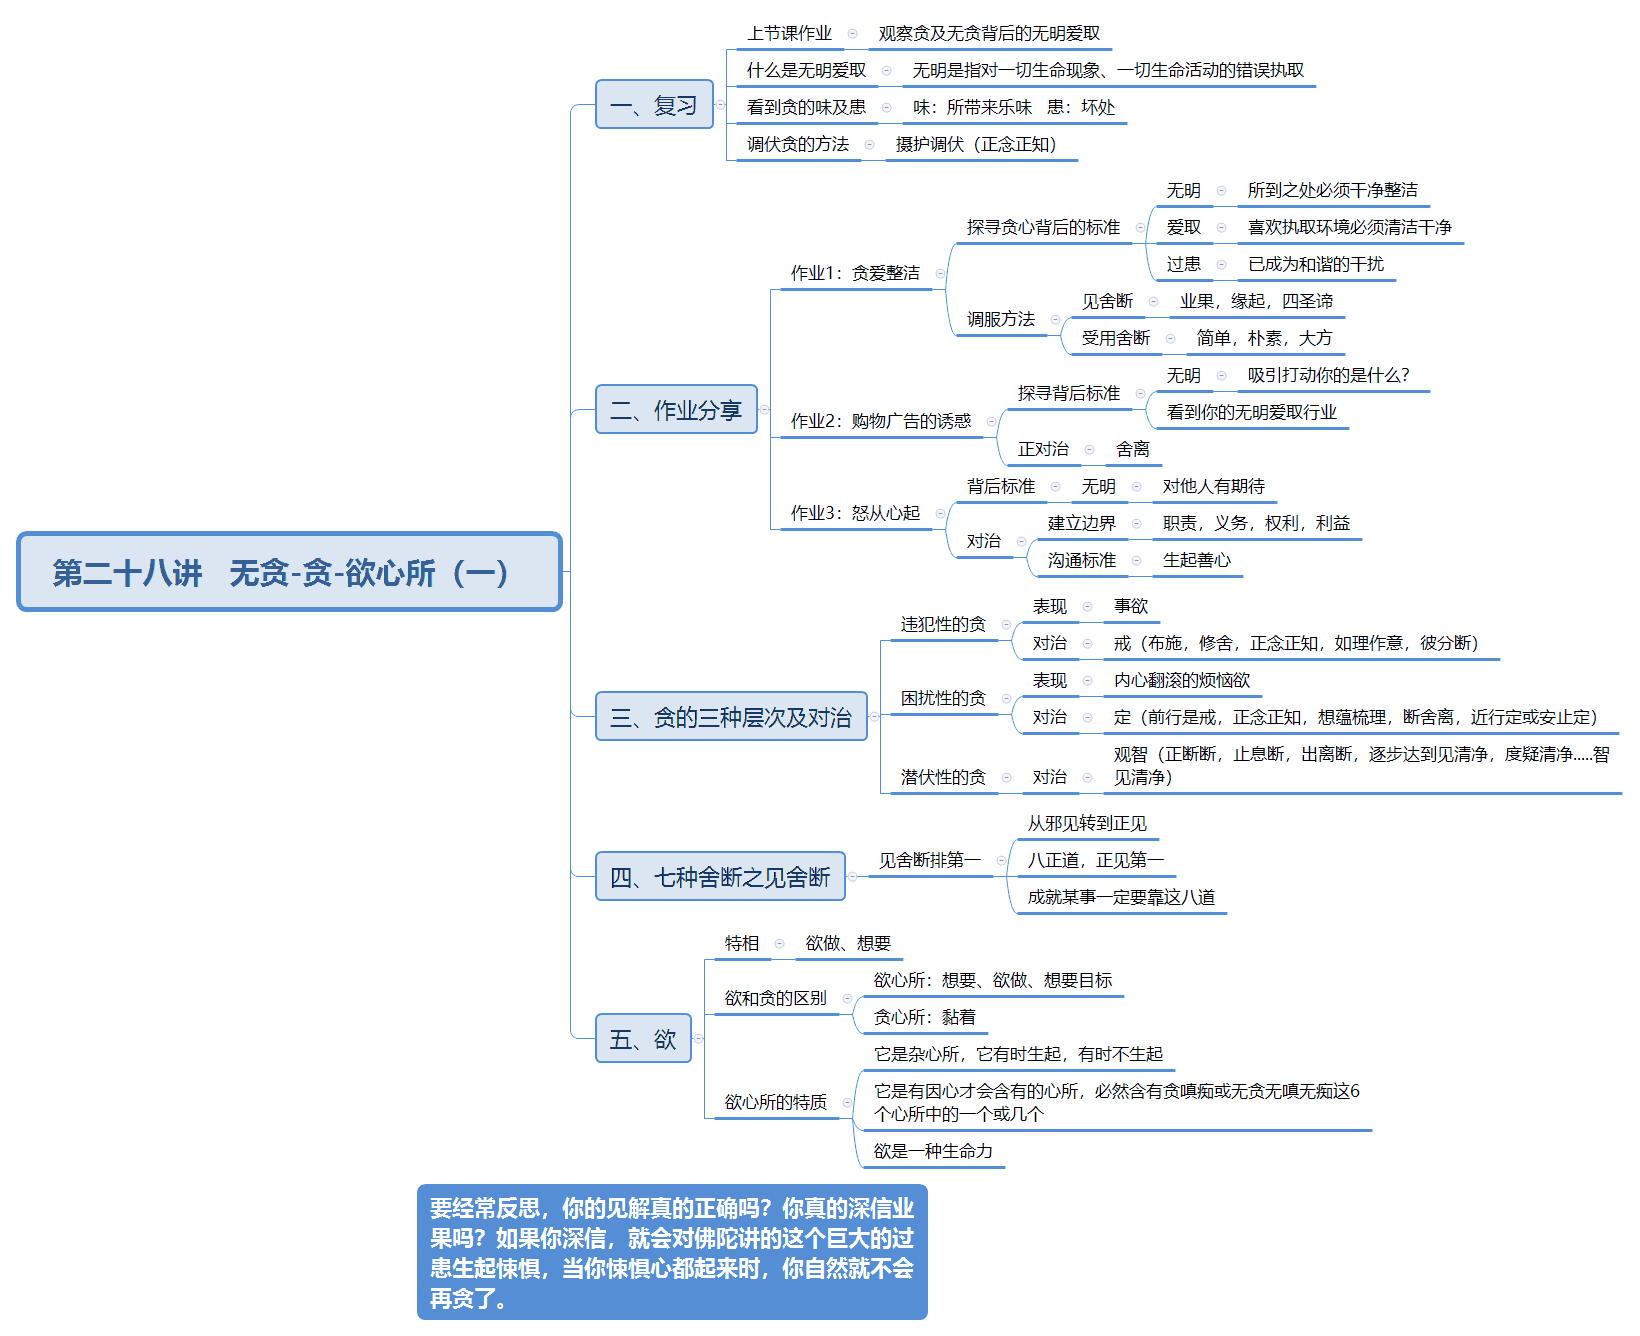 第二十八讲 无贪-贪-欲心所（一）
一、复习
上节课作业
观察贪及无贪背后的无明爱取
什么是无明爱取
无明是指对一切生命现象、一切生命活动的错误执取
看到贪的味及患
味：所带来乐味 患：坏处
调伏贪的方法
摄护调伏（正念正知）
二、作业分享
作业1：贪爱整洁
探寻贪心背后的标准
无明
所到之处必须干净整洁
爱取
喜欢执取环境必须清洁干净
过患
已成为和谐的干扰
调服方法
见舍断
业果，缘起，四圣谛
受用舍断
简单，朴素，大方
作业2：购物广告的诱惑
探寻背后标准
无明
吸引打动你的是什么？
看到你的无明爱取行业
正对治
舍离
作业3：怒从心起
背后标准
无明
对他人有期待
对治
建立边界
职责，义务，权利，利益
沟通标准
生起善心
三、贪的三种层次及对治
违犯性的贪
表现
事欲
对治
戒（布施，修舍，正念正知，如理作意，彼分断）
困扰性的贪
表现
内心翻滚的烦恼欲
对治
定（前行是戒，正念正知，想蕴梳理，断舍离，近行定或安止定）
潜伏性的贪
对治
观智（正断断，止息断，出离断，逐步达到见清净，度疑清净.....智
见清净）
四、七种舍断之见舍断
见舍断排第一
从邪见转到正见
八正道，正见第一
成就某事一定要靠这八道
五、欲
特相
欲做、想要
欲和贪的区别
欲心所：想要、欲做、想要目标
贪心所：黏着
欲心所的特质
它是杂心所，它有时生起，有时不生起
它是有因心才会含有的心所，必然含有贪嗔痴或无贪无嗔无痴这6
个心所中的一个或几个
欲是一种生命力
要经常反思，你的见解真的正确吗？你真的深信业
果吗？如果你深信，就会对佛陀讲的这个巨大的过
患生起悚惧，当你悚惧心都起来时，你自然就不会
再贪了。